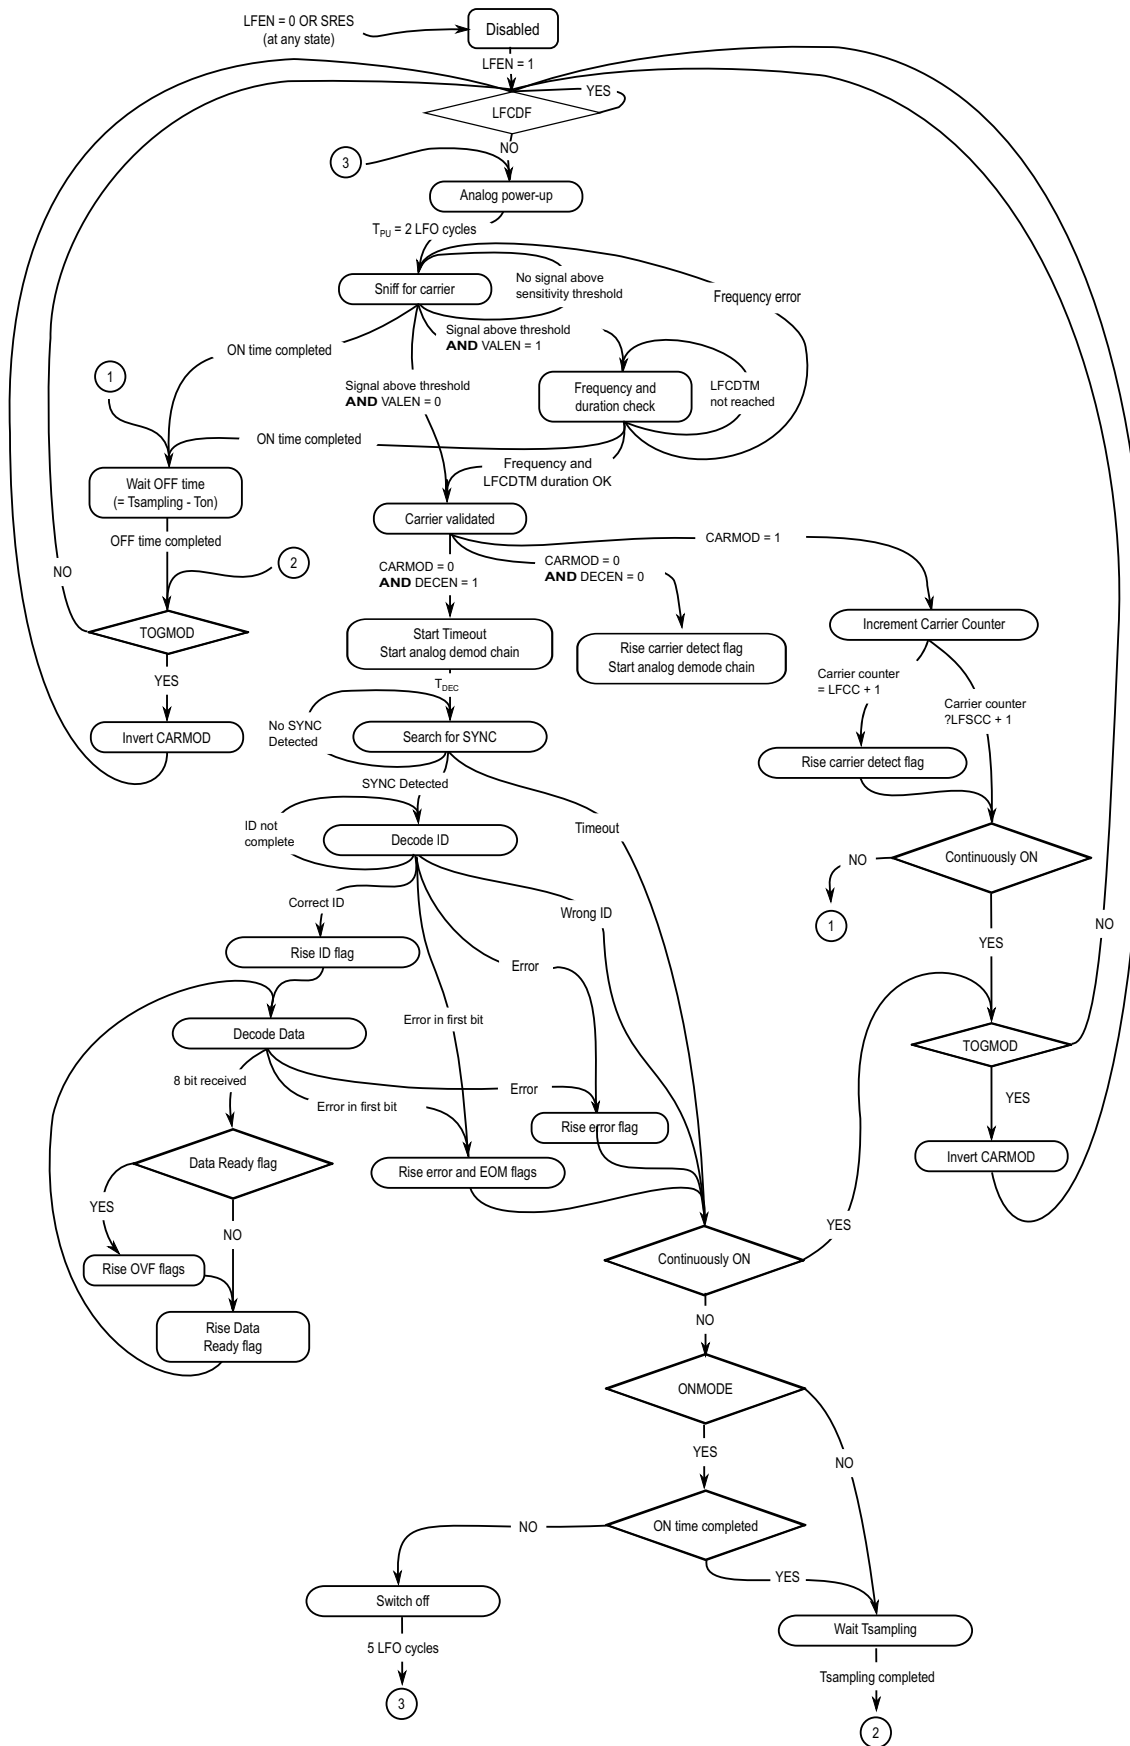 LFEN = 0 OR SRES
(at any state)
Disabled
LFEN = 1
YES
LFCDF
NO
3
Analog power-up
TPU = 2 LFO cycles
Sniff for carrier
No signal above
sensitivity threshold
Frequency error
Signal above threshold
AND VALEN = 1
ON time completed
1
Signal above threshold
AND VALEN = 0
Frequency and
duration check
LFCDTM
not reached
ON time completed
Frequency and
LFCDTM duration OK
Wait OFF time
(= Tsampling - Ton)
Carrier validated
OFF time completed
CARMOD = 1
CARMOD = 0
AND DECEN = 1
CARMOD = 0
AND DECEN = 0
2
NO
TOGMOD
Start Timeout
Start analog demod chain
Rise carrier detect flag
Start analog demode chain
Increment Carrier Counter
YES
TDEC
Carrier counter
= LFCC + 1
Carrier counter
?LFSCC + 1
Invert CARMOD
No SYNC
Detected
Search for SYNC
Rise carrier detect flag
SYNC Detected
ID not
complete
Decode ID
Timeout
Continuously ON
NO
1
Correct ID
Wrong ID
YES
NO
Rise ID flag
Error
Error in first bit
Decode Data
TOGMOD
8 bit received
Error in first bit
Error
YES
Rise error flag
Data Ready flag
Rise error and EOM flags
Invert CARMOD
YES
NO
YES
Rise OVF flags
Continuously ON
Rise Data
Ready flag
NO
ONMODE
YES
NO
NO
ON time completed
YES
Switch off
Wait Tsampling
5 LFO cycles
Tsampling completed
3
2